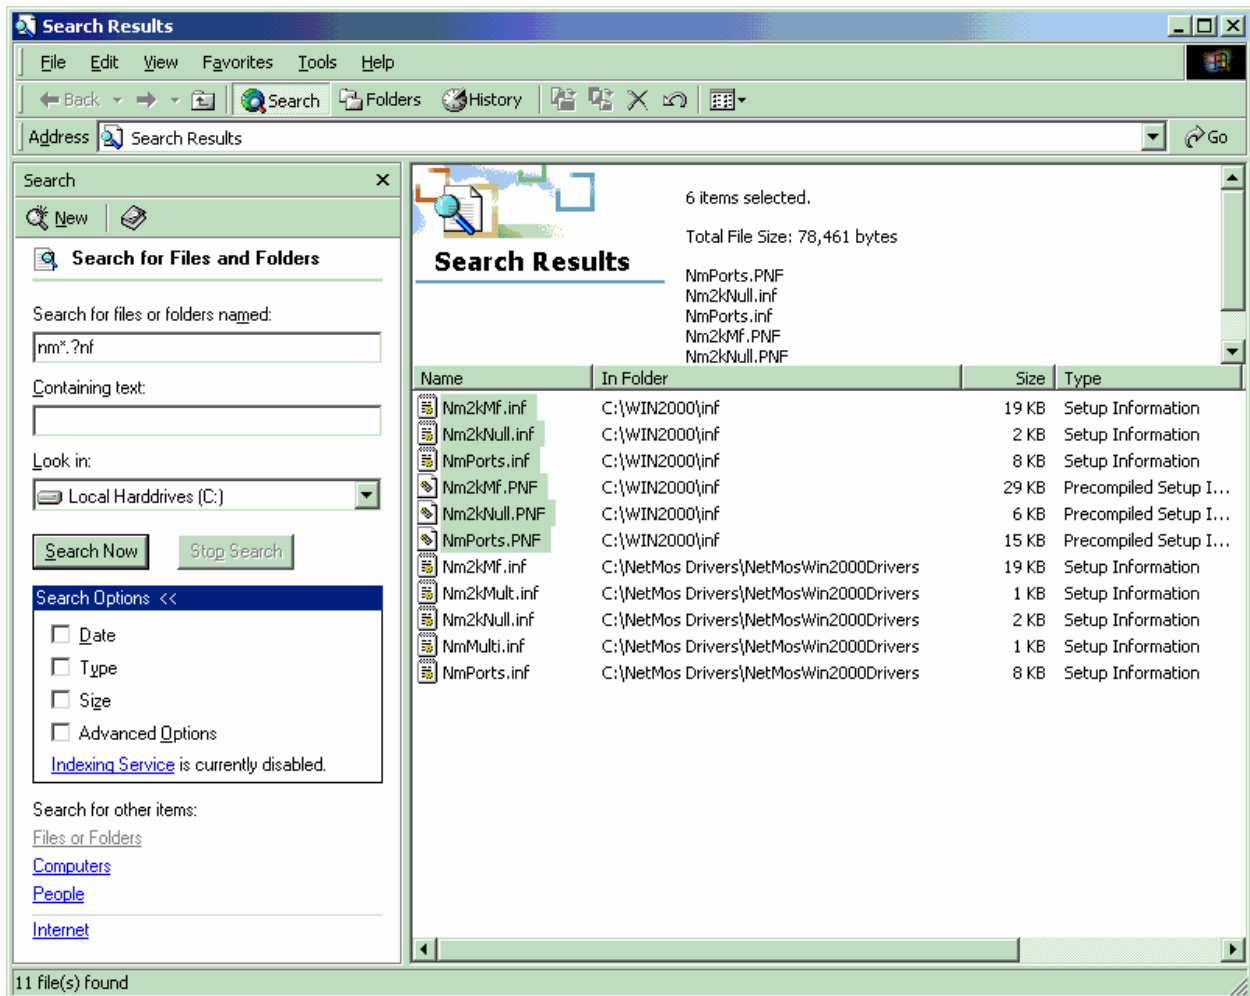 Search Results
File Edit View Favorites Tools Help
Back Search Folders History
Address Search Results Go
Search
New
Search for Files and Folders
Search for files or folders named:
nm*.?nf
Containing text:
Look in:
Local Harddrives (C:)
Search Now Stop Search
Search Options <<
Date
Type
Size
Advanced Options
Indexing Service is currently disabled.
Search for other items:
Files or Folders
Computers
People
Internet
Search Results
6 items selected.
Total File Size: 78,461 bytes
NmPorts.PNF
Nm2kNull.inf
NmPorts.inf
Nm2kMf.PNF
Nm2kNull.PNF
Name In Folder Size Type
Nm2kMf.inf C:\WIN2000\inf 19 KB Setup Information
Nm2kNull.inf C:\WIN2000\inf 2 KB Setup Information
NmPorts.inf C:\WIN2000\inf 8 KB Setup Information
Nm2kMf.PNF C:\WIN2000\inf 29 KB Precompiled Setup I...
Nm2kNull.PNF C:\WIN2000\inf 6 KB Precompiled Setup I...
NmPorts.PNF C:\WIN2000\inf 15 KB Precompiled Setup I...
Nm2kMf.inf C:\NetMos Drivers\NetMosWin2000Drivers 19 KB Setup Information
Nm2kMult.inf C:\NetMos Drivers\NetMosWin2000Drivers 1 KB Setup Information
Nm2kNull.inf C:\NetMos Drivers\NetMosWin2000Drivers 2 KB Setup Information
NmMulti.inf C:\NetMos Drivers\NetMosWin2000Drivers 1 KB Setup Information
NmPorts.inf C:\NetMos Drivers\NetMosWin2000Drivers 8 KB Setup Information
11 file(s) found